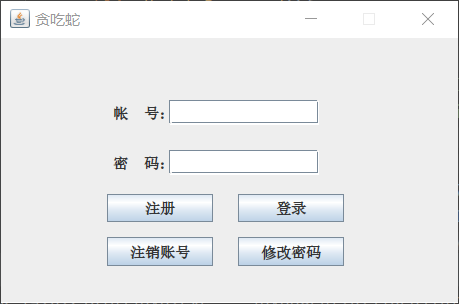 贪吃蛇
帐 号:
密 码:
注册 登录
注销账号 修改密码